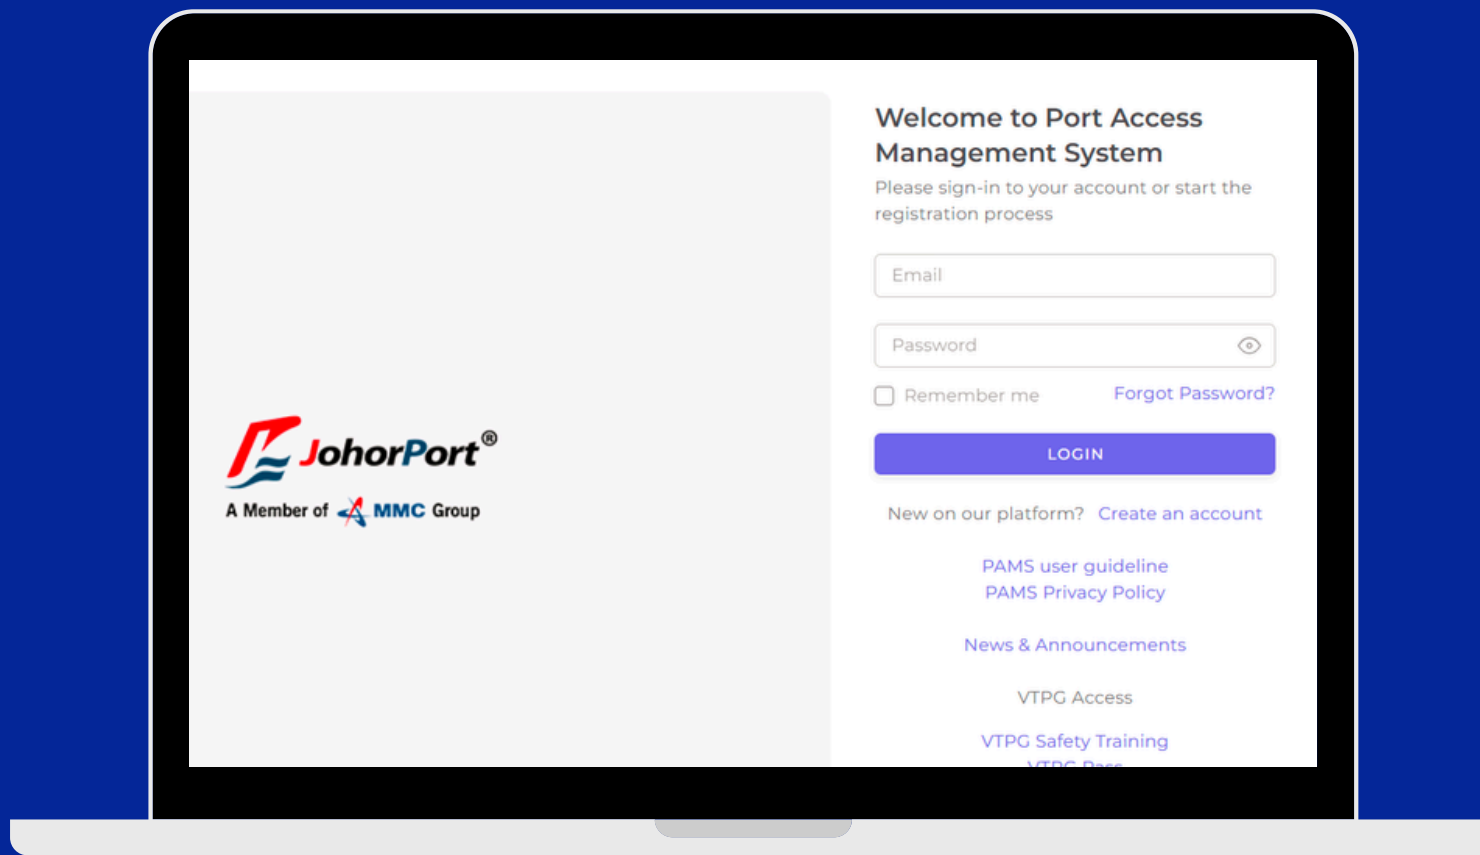 JohorPort®
A Member of MMC Group
Welcome to Port Access
Management System
Please sign-in to your account or start the
registration process
Email
Password
Remember me
Forgot Password?
LOGIN
New on our platform? Create an account
PAMS user guideline
PAMS Privacy Policy
News & Announcements
VTPG Access
VTPG Safety Training
VTPG Pass